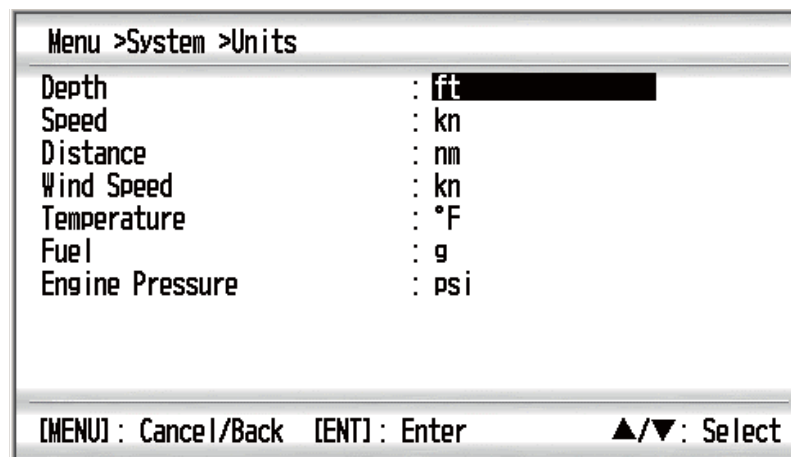 Menu >System >Units
Depth : ft
Speed : kn
Distance : nm
Wind Speed : kn
Temperature : °F
Fuel : g
Engine Pressure : psi
[MENU] : Cancel/Back [ENT] : Enter ▲/▼ : Select